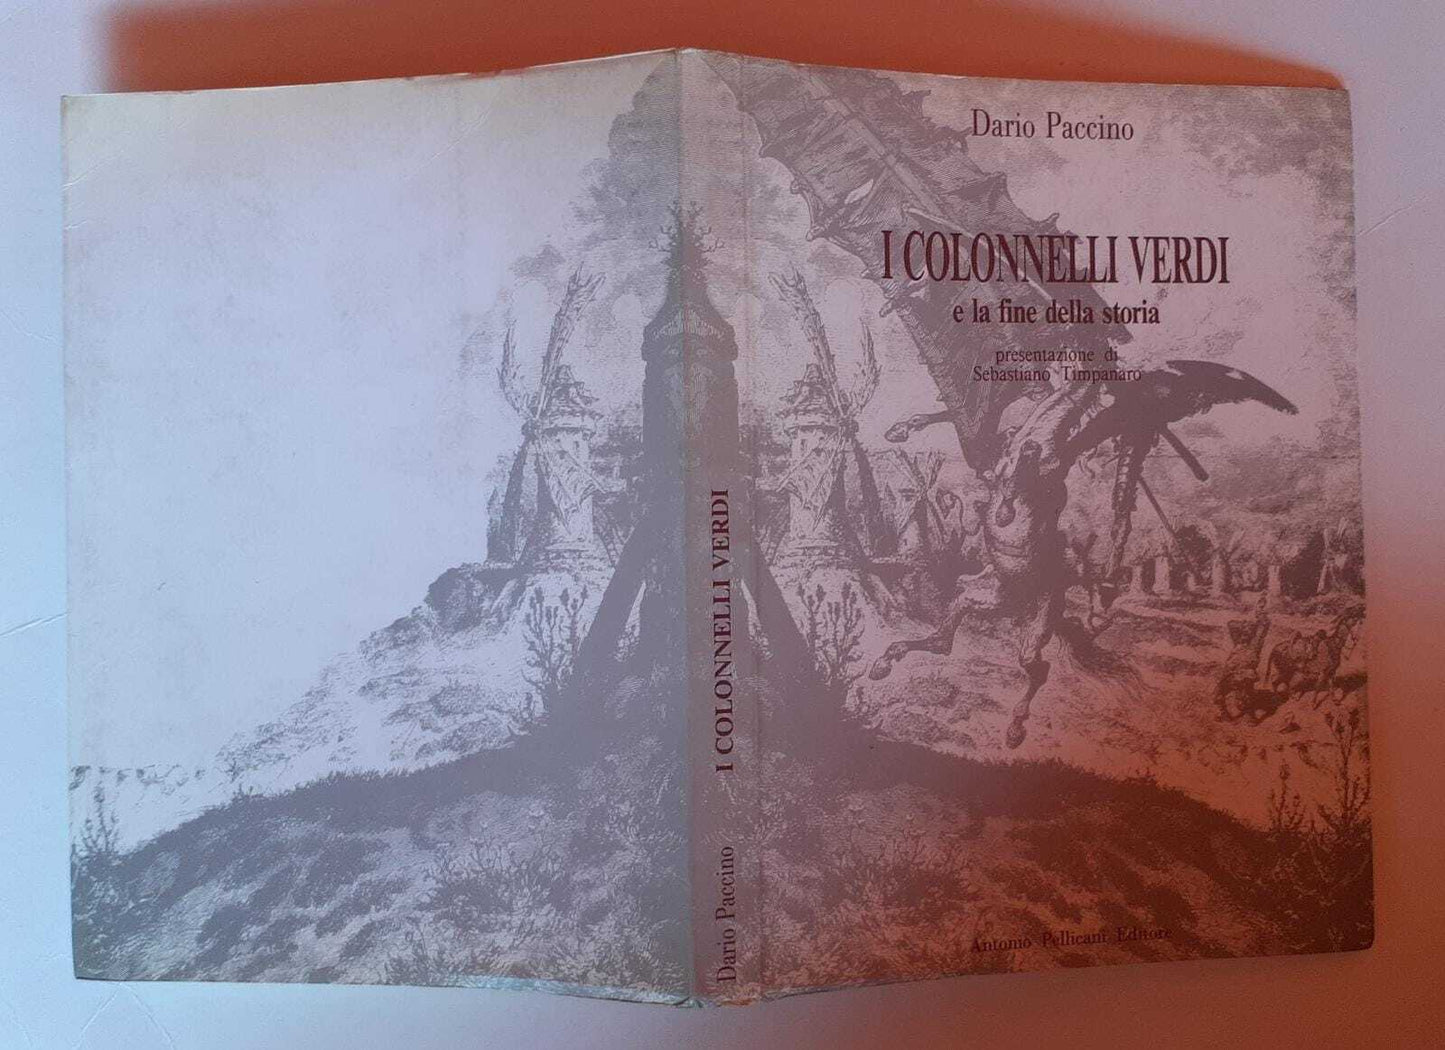 Dario Paccino
I COLONNELLI VERDI
e la fine della storia
presentazione di
Sebastiano Timpanaro
Antonio Pellicani Editore
Dario Paccino I COLONNELLI VERDI